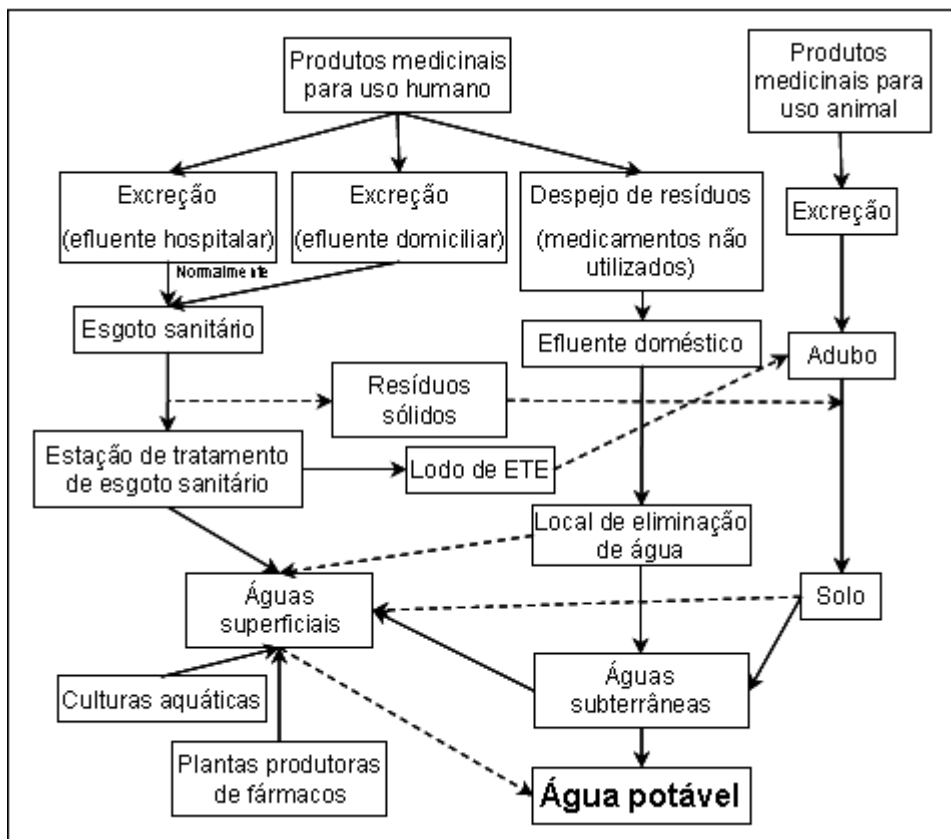 Produtos medicinais
para uso humano
Produtos
medicinais para
uso animal
Excreção
(efluente hospitalar)
Excreção
(efluente domiciliar)
Despejo de resíduos
(medicamentos não
utilizados)
Excreção
Normalmente
Esgoto sanitário
Efluente doméstico
Adubo
Resíduos
sólidos
Estação de tratamento
de esgoto sanitário
Lodo de ETE
Local de eliminação
de água
Águas
superficiais
Solo
Águas
subterrâneas
Culturas aquáticas
Plantas produtoras
de fármacos
Água potável